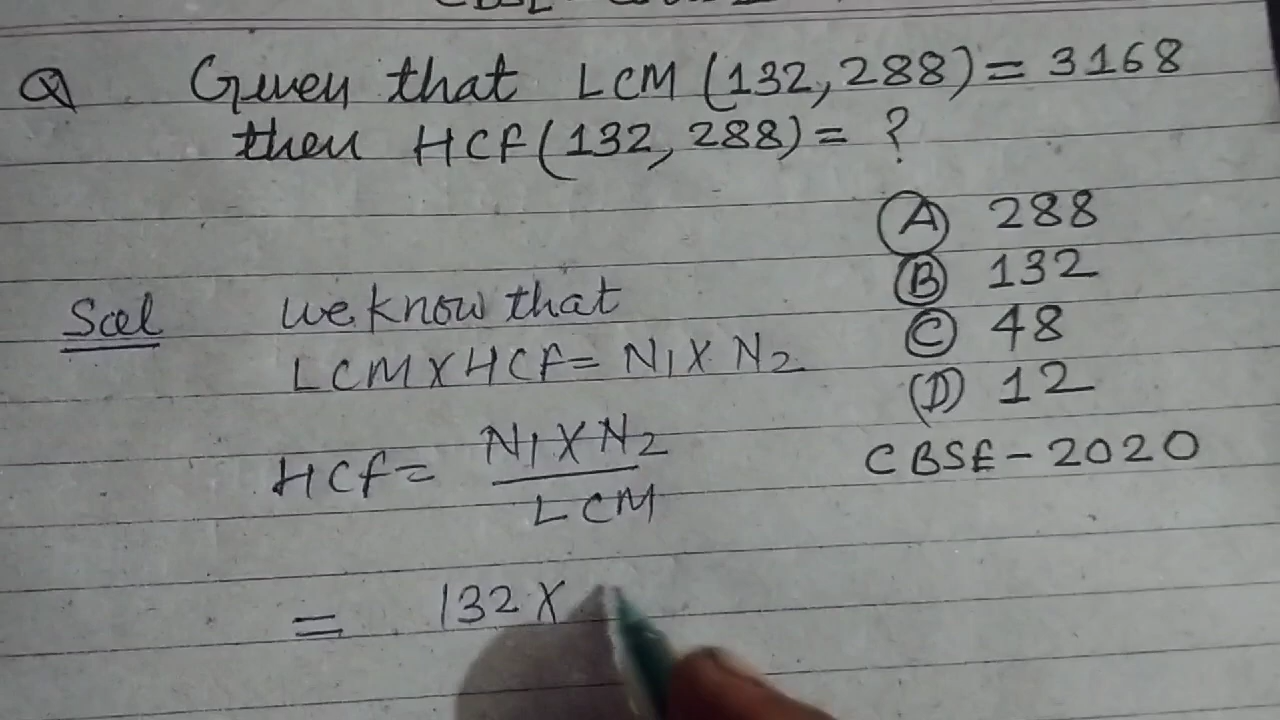 Q Given that LCM (132, 288) = 3168
then HCF (132, 288) = ?
(A) 288
(B) 132
(C) 48
(D) 12
CBSE - 2020
Sol we know that
LCM X HCF = N1 X N2
HCF = N1 X N2
LCM
= 132 X